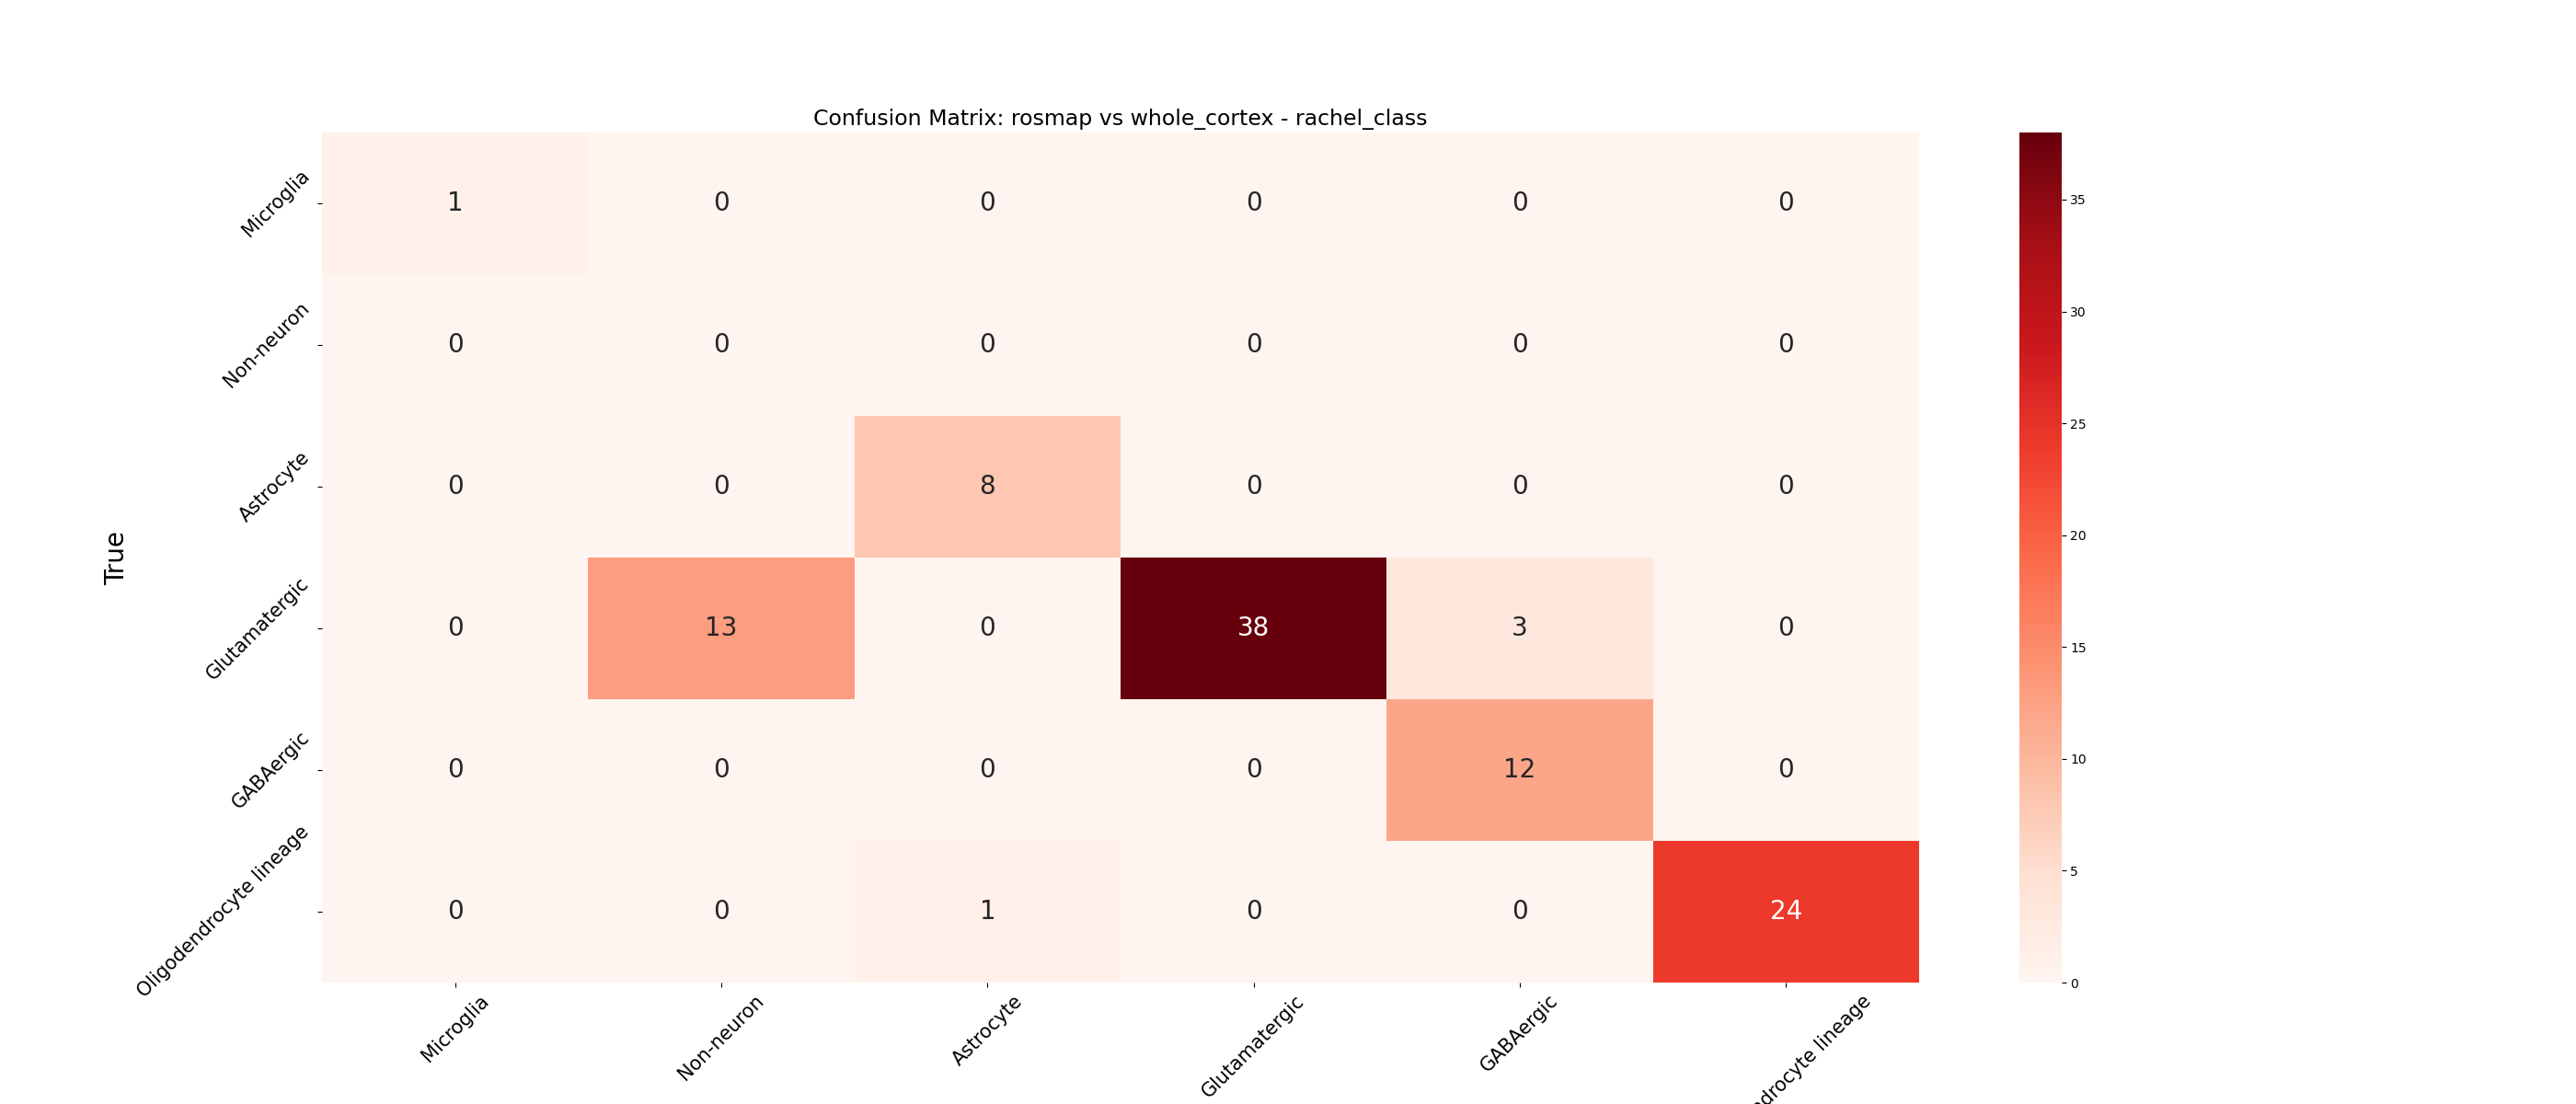 Confusion Matrix: rosmap vs whole_cortex - rachel_class
True
Microglia 1 0 0 0 0 0
Non-neuron 0 0 0 0 0 0
Astrocyte 0 0 8 0 0 0
Glutamatergic 0 13 0 38 3 0
GABAergic 0 0 0 0 12 0
Oligodendrocyte lineage 0 0 1 0 0 24
Microglia Non-neuron Astrocyte Glutamatergic GABAergic ndrocyte lineage
35
30
25
20
15
10
5
0